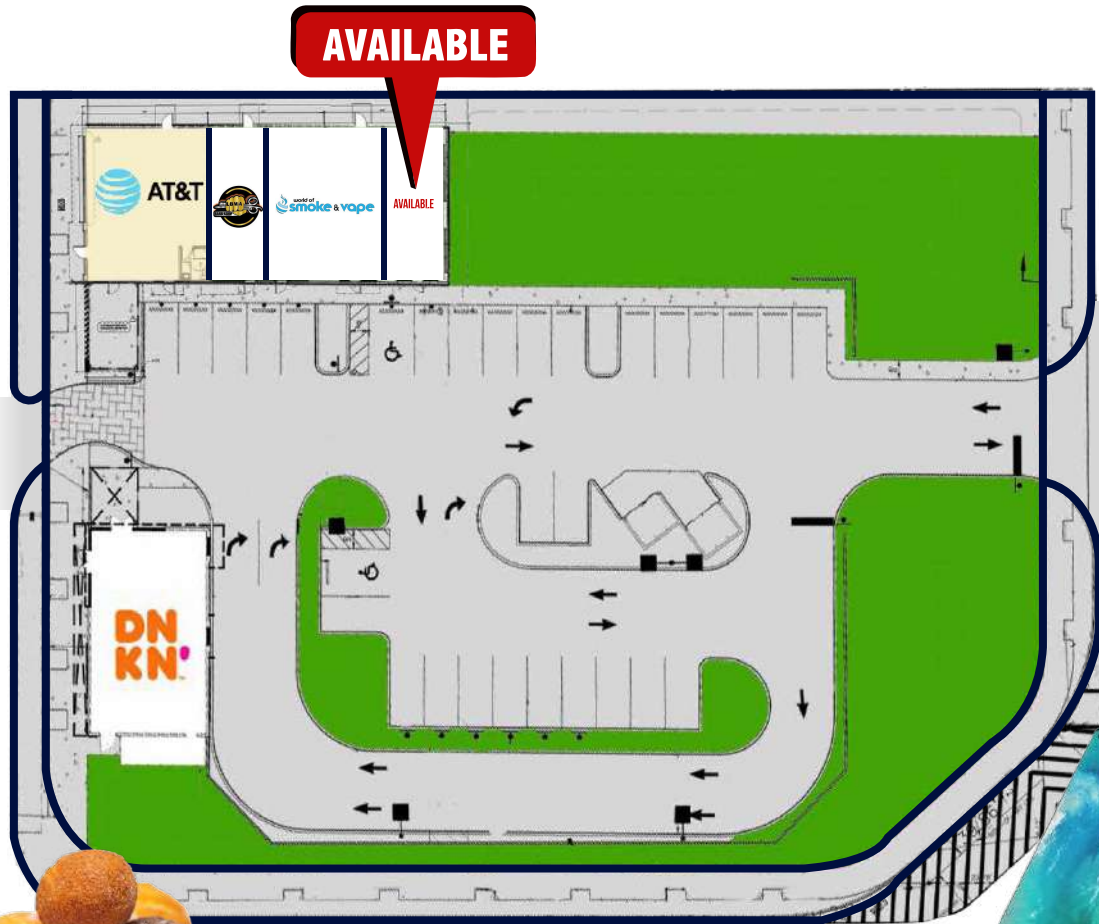 AVAILABLE
AT&T
world of
smoke & vape
AVAILABLE
DN
KN'